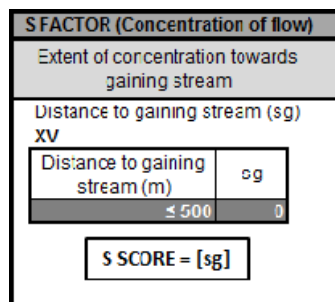 S FACTOR (Concentration of flow)
Extent of concentration towards
gaining stream
Distance to gaining stream (sg)
XV
Distance to gaining
stream (m)
sg
≤ 500
0
S SCORE = [sg]